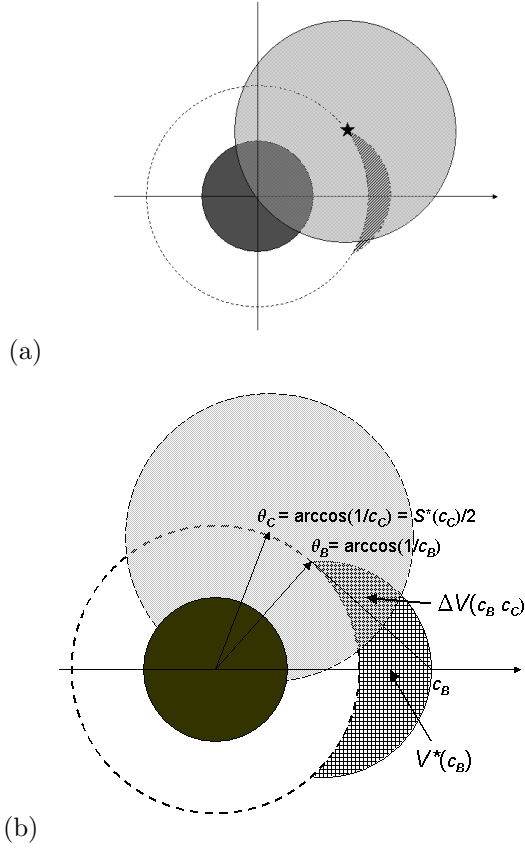 (a)
θC = arccos(1/cC) = S*(cC)/2
θB= arccos(1/cB)
ΔV(cB cC)
cB
V*(cB)
(b)